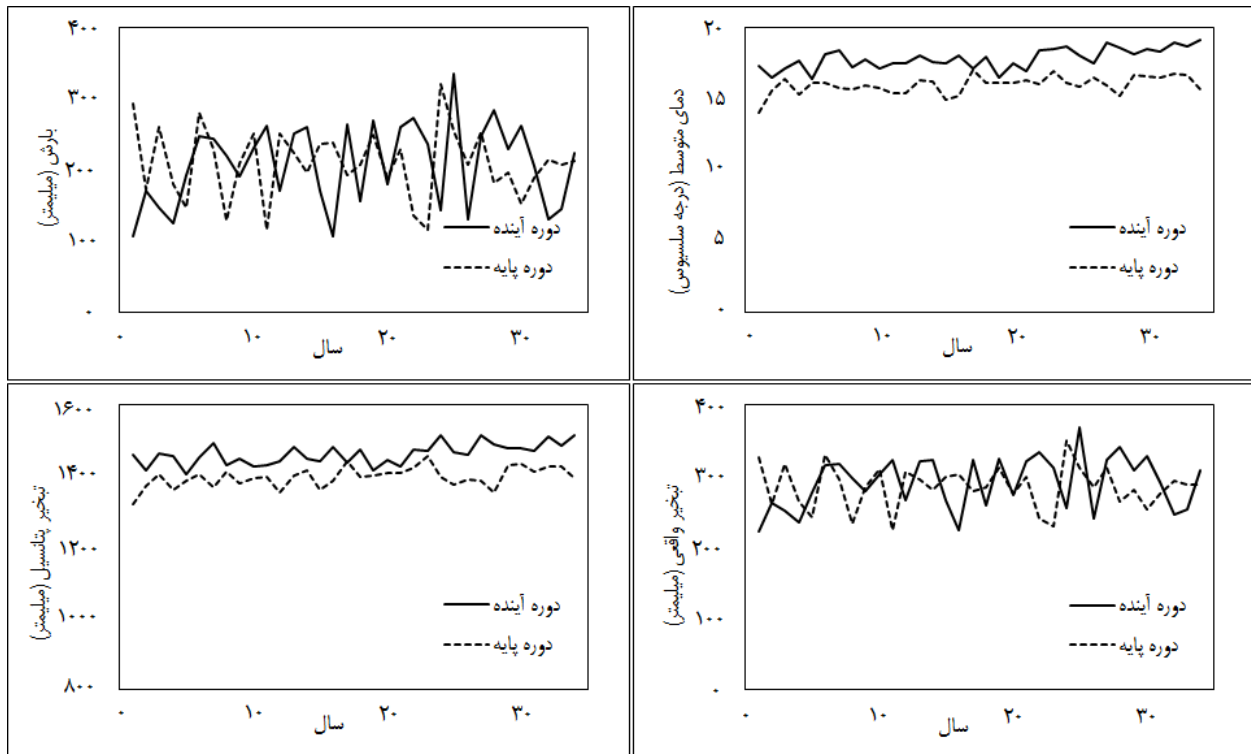 ۴۰۰
۳۰۰
۲۰۰
۱۰۰
۰
بارش (میلیمتر)
دوره آینده
دوره پایه
۰ ۱۰ ۲۰ ۳۰
سال
۲۰
۱۵
۱۰
۵
۰
دمای متوسط (درجه سلسیوس)
دوره آینده
دوره پایه
۰ ۱۰ ۲۰ ۳۰
سال
۱۶۰۰
۱۴۰۰
۱۲۰۰
۱۰۰۰
۸۰۰
تبخیر پتانسیل (میلیمتر)
دوره آینده
دوره پایه
۰ ۱۰ ۲۰ ۳۰
سال
۴۰۰
۳۰۰
۲۰۰
۱۰۰
۰
تبخیر واقعی (میلیمتر)
دوره آینده
دوره پایه
۰ ۱۰ ۲۰ ۳۰
سال